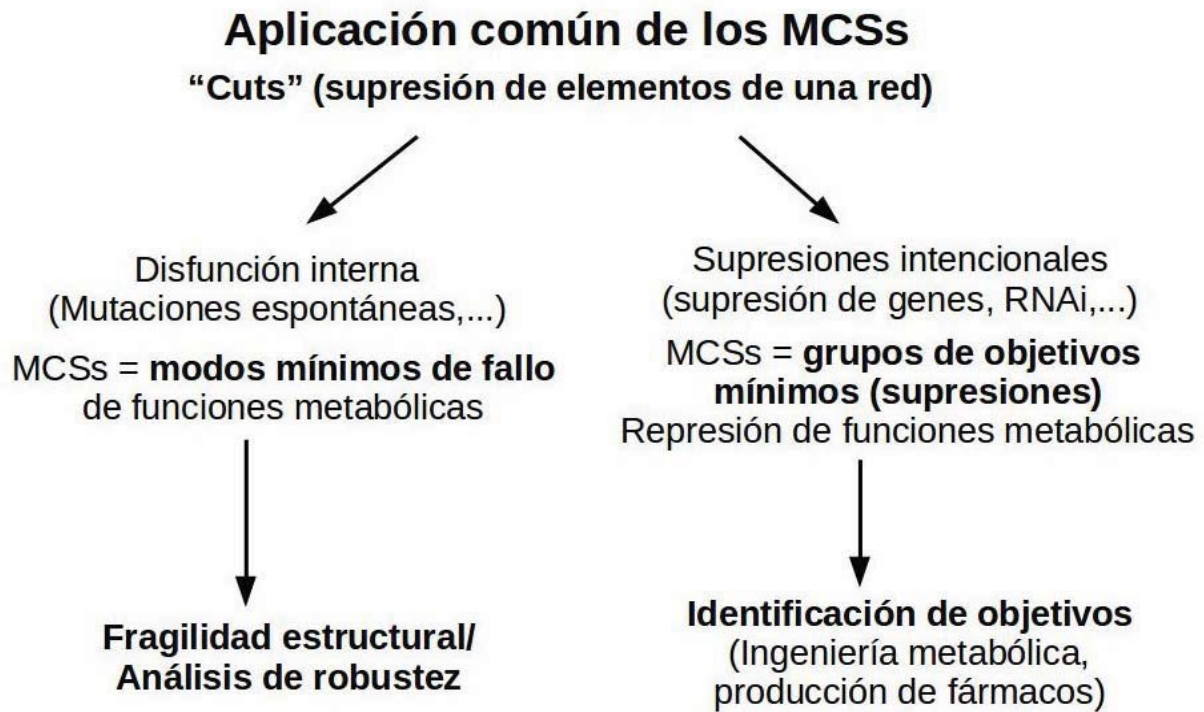 Aplicación común de los MCSs
“Cuts” (supresión de elementos de una red)
Disfunción interna
(Mutaciones espontáneas,...)
MCSs = modos mínimos de fallo
de funciones metabólicas
Fragilidad estructural/
Análisis de robustez
Supresiones intencionales
(supresión de genes, RNAi,...)
MCSs = grupos de objetivos
mínimos (supresiones)
Represión de funciones metabólicas
Identificación de objetivos
(Ingeniería metabólica,
producción de fármacos)